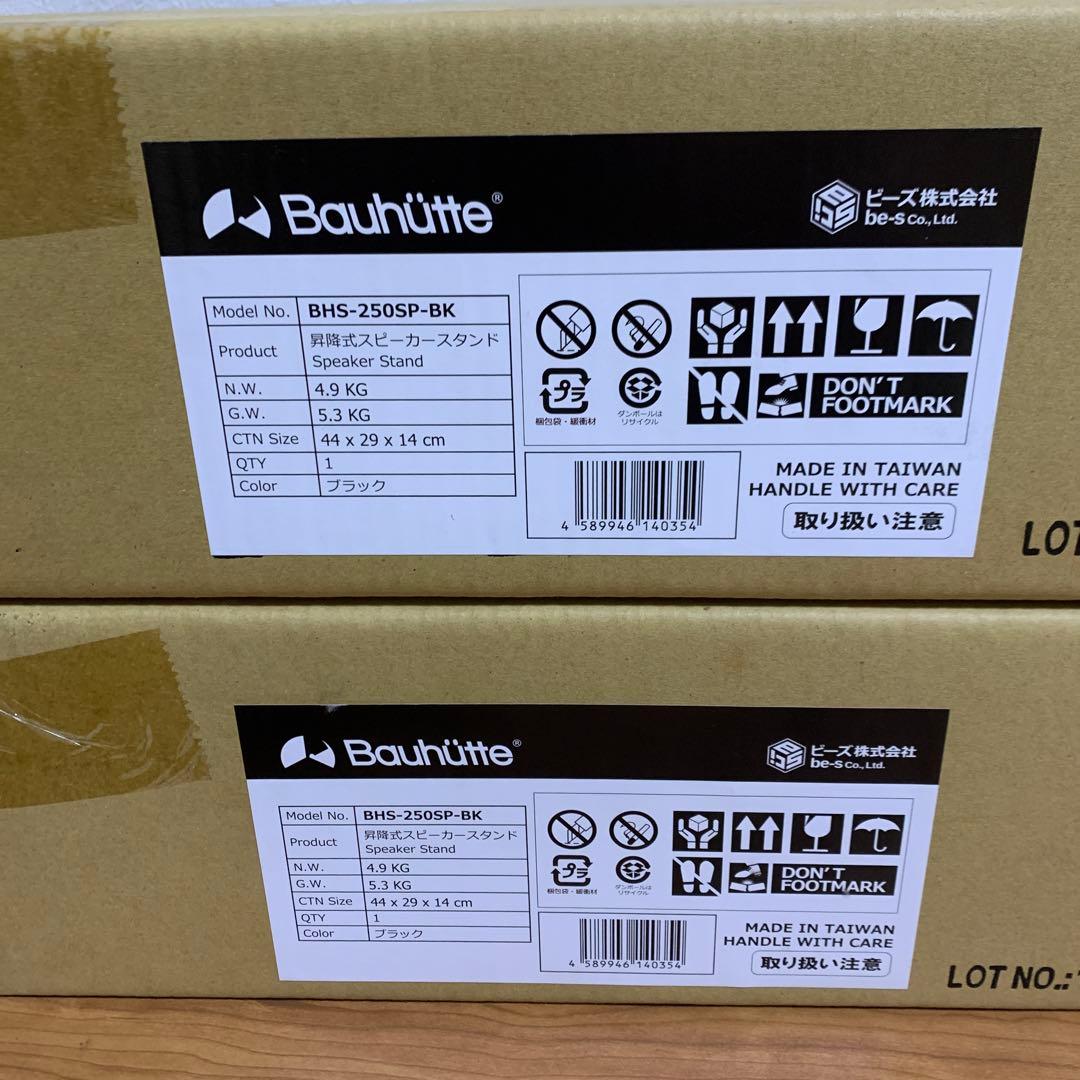 Bauhütte®
ビーズ株式会社
be-s Co., Ltd.
Model No. BHS-250SP-BK
Product 昇降式スピーカースタンド
Speaker Stand
N.W. 4.9 KG
G.W. 5.3 KG
CTN Size 44 x 29 x 14 cm
QTY 1
Color ブラック
プラ
梱包袋・緩衝材
ダンボールは
リサイクル
DON'T
FOOTMARK
4 589946 140354
MADE IN TAIWAN
HANDLE WITH CARE
取り扱い注意
LOT
Bauhütte®
ビーズ株式会社
be-s Co., Ltd.
Model No. BHS-250SP-BK
Product 昇降式スピーカースタンド
Speaker Stand
N.W. 4.9 KG
G.W. 5.3 KG
CTN Size 44 x 29 x 14 cm
QTY 1
Color ブラック
プラ
梱包袋・緩衝材
ダンボールは
リサイクル
DON'T
FOOTMARK
4 589946 140354
MADE IN TAIWAN
HANDLE WITH CARE
取り扱い注意
LOT NO.: